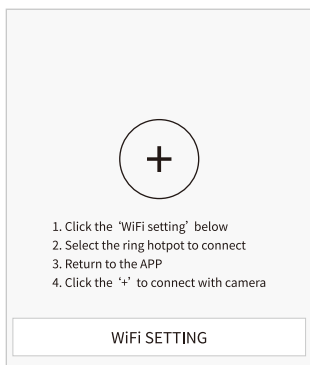 +
1. Click the ‘WiFi setting’ below
2. Select the ring hotpot to connect
3. Return to the APP
4. Click the ‘+’ to connect with camera
WiFi SETTING